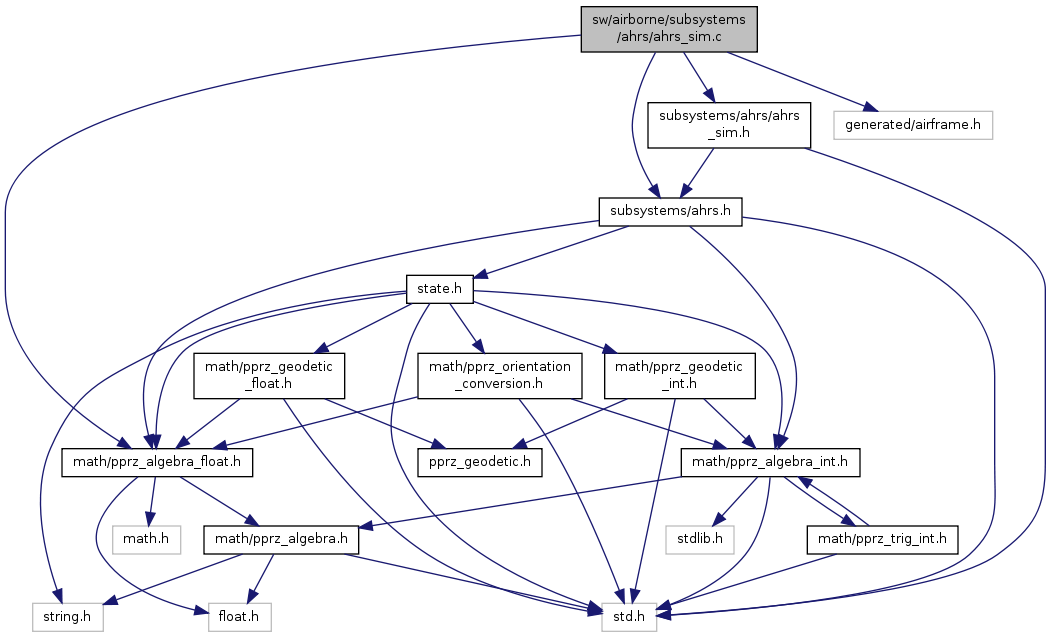 sw/airborne/subsystems
/ahrs/ahrs_sim.c
subsystems/ahrs/ahrs
_sim.h
generated/airframe.h
subsystems/ahrs.h
state.h
math/pprz_geodetic
_float.h
math/pprz_orientation
_conversion.h
math/pprz_geodetic
_int.h
math/pprz_algebra_float.h
pprz_geodetic.h
math/pprz_algebra_int.h
math.h
math/pprz_algebra.h
stdlib.h
math/pprz_trig_int.h
string.h
float.h
std.h